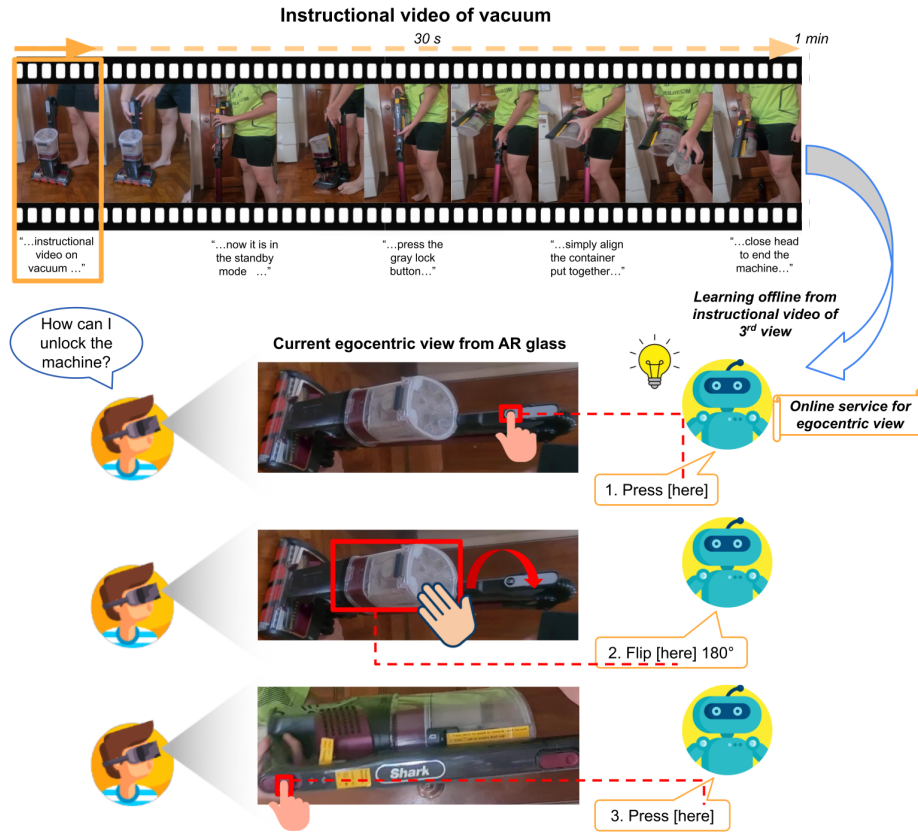 Instructional video of vacuum
30 s
1 min
“…instructional
video on
vacuum …”
“…now it is in
the standby
mode …”
“…press the
gray lock
button…”
“…simply align
the container
put together…”
“…close head
to end the
machine…”
Learning offline from
instructional video of
3rd view
How can I
unlock the
machine?
Current egocentric view from AR glass
Online service for
egocentric view
1. Press [here]
2. Flip [here] 180°
Shark
3. Press [here]